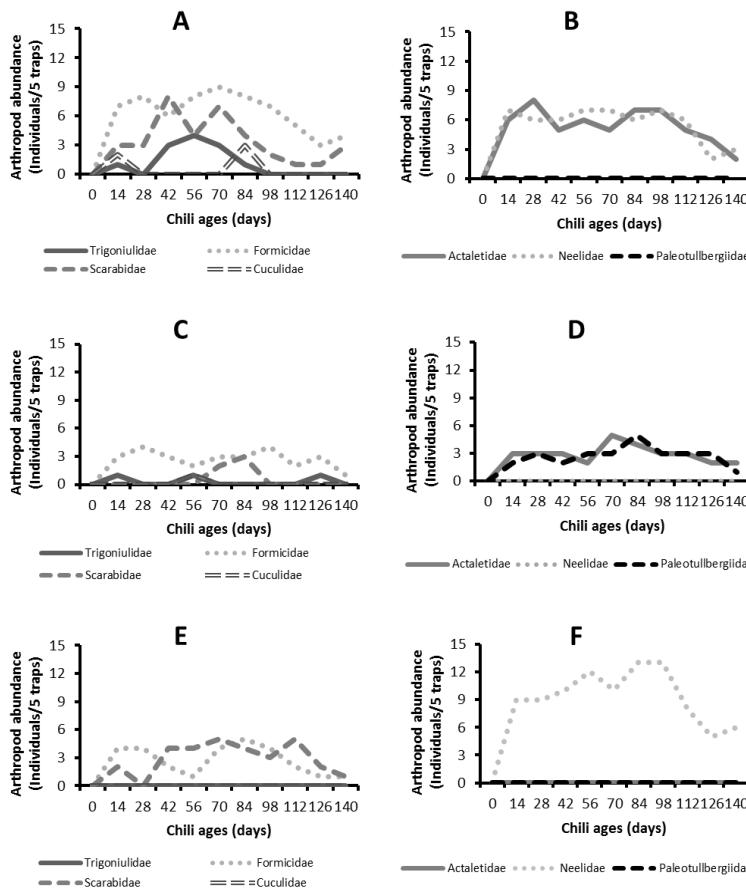 A
Arthropod abundance
(Individuals/5 traps)
15
12
9
6
3
0
0 14 28 42 56 70 84 98 112 126 140
Chili ages (days)
Trigoniulidae Formicidae
Scarabidae Cuculidae
B
Arthropod abundance
(Individuals/5 traps)
15
12
9
6
3
0
0 14 28 42 56 70 84 98 112 126 140
Chili ages (days)
Actaletidae Neelidae Paleotullbergiidae
C
Arthropod abundance
(Individuals/5 traps)
15
12
9
6
3
0
0 14 28 42 56 70 84 98 112 126 140
Chili ages (days)
Trigoniulidae Formicidae
Scarabidae Cuculidae
D
Arthropod abundance
(Individuals/5 traps)
15
12
9
6
3
0
0 14 28 42 56 70 84 98 112 126 140
Chili ages (days)
Actaletidae Neelidae Paleotullbergiidae
E
Arthropod abundance
(Individuals/5 traps)
15
12
9
6
3
0
0 14 28 42 56 70 84 98 112 126 140
Chili ages (days)
Trigoniulidae Formicidae
Scarabidae Cuculidae
F
Arthropod abundance
(Individuals/5 traps)
15
12
9
6
3
0
0 14 28 42 56 70 84 98 112 126 140
Chili ages (days)
Actaletidae Neelidae Paleotullbergiidae